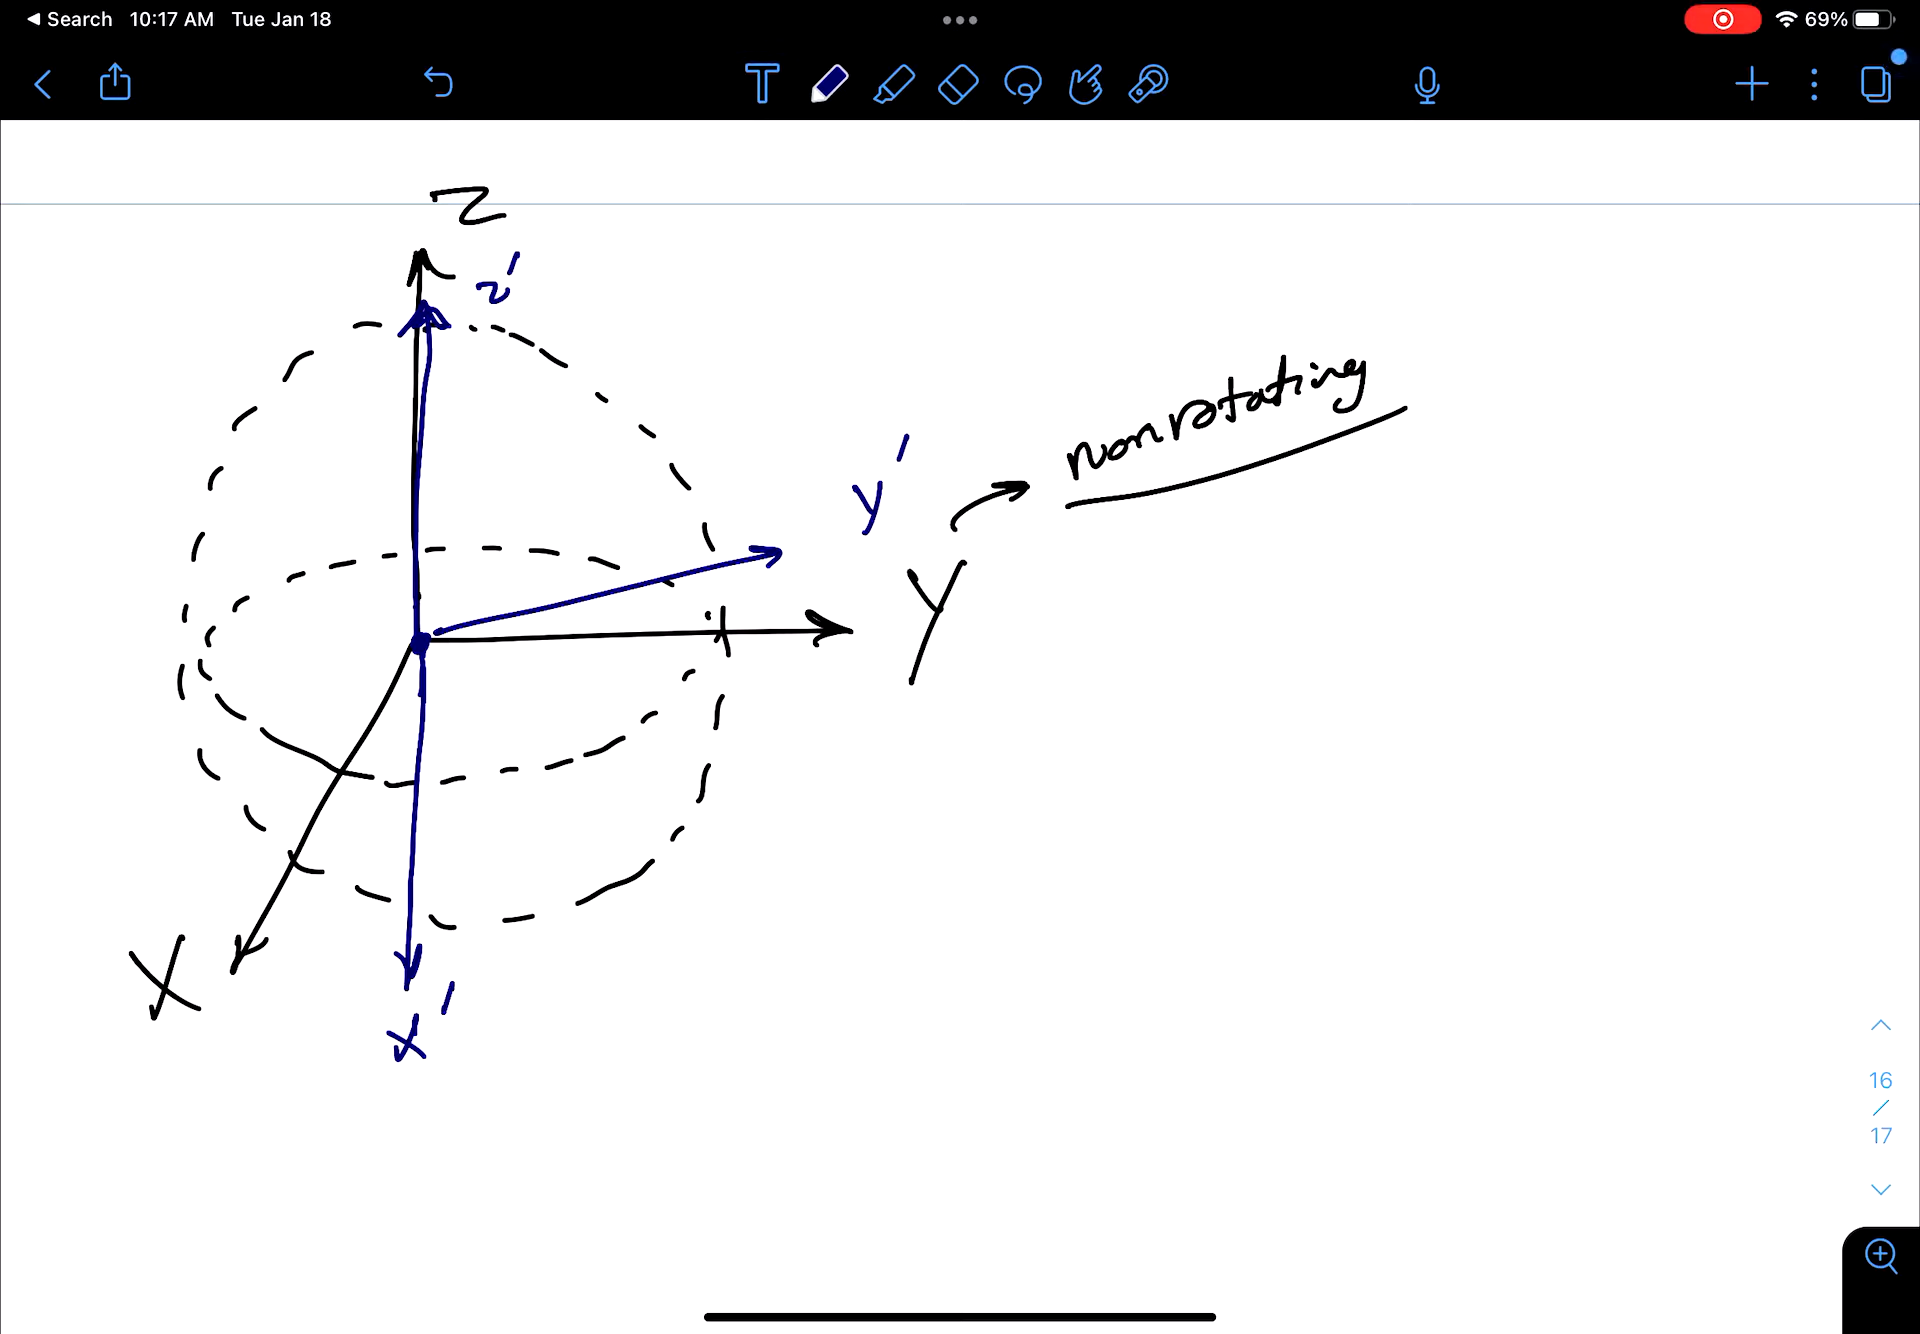 Search 10:17 AM Tue Jan 18
69%
T
Z
z'
nonrotating
y'
Y
X
x'
16
/
17